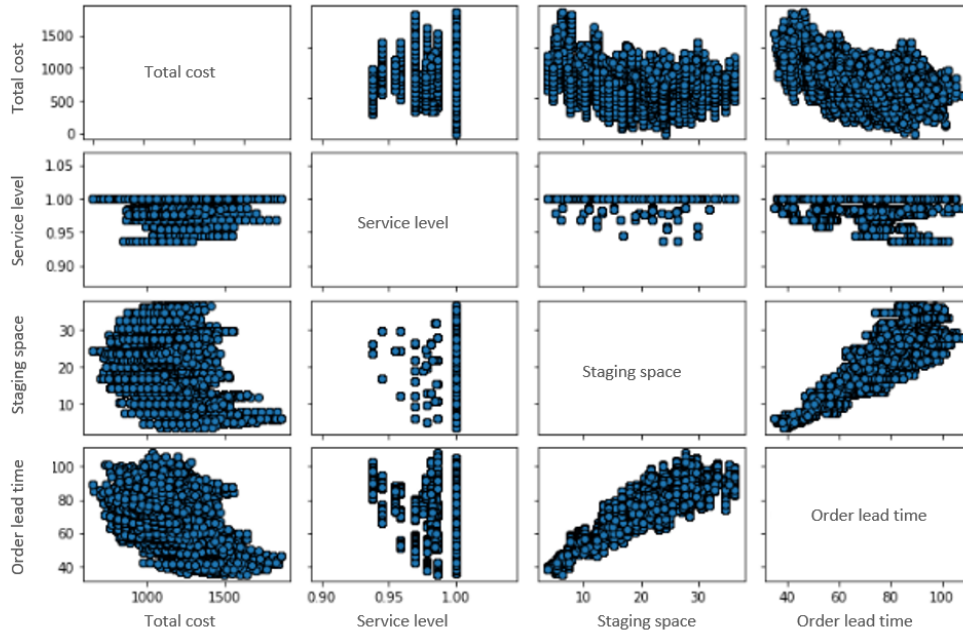 Total cost
1500
1000
500
0
Total cost
Service level
1.05
1.00
0.95
0.90
Service level
Staging space
30
20
10
Staging space
Order lead time
100
80
60
40
Order lead time
1000 1500 0.90 0.95 1.00 10 20 30 40 60 80 100
Total cost Service level Staging space Order lead time